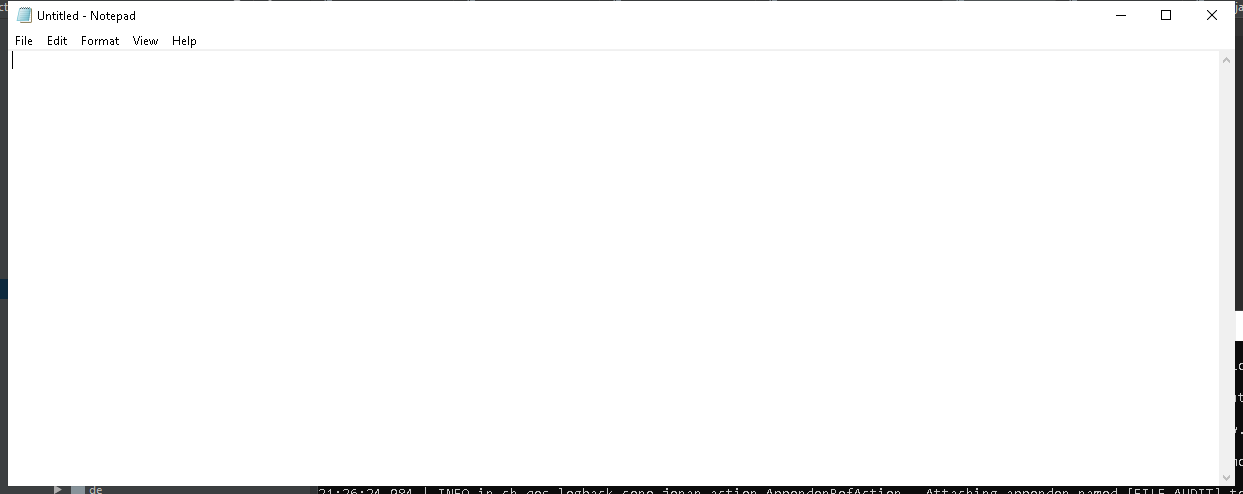 Untitled - Notepad
File Edit Format View Help
de
21:26:24,984 | INFO in ch.qos.logback.core.joran.action.AppenderRefAction - Attaching appender named [FILE_AUDIT] t